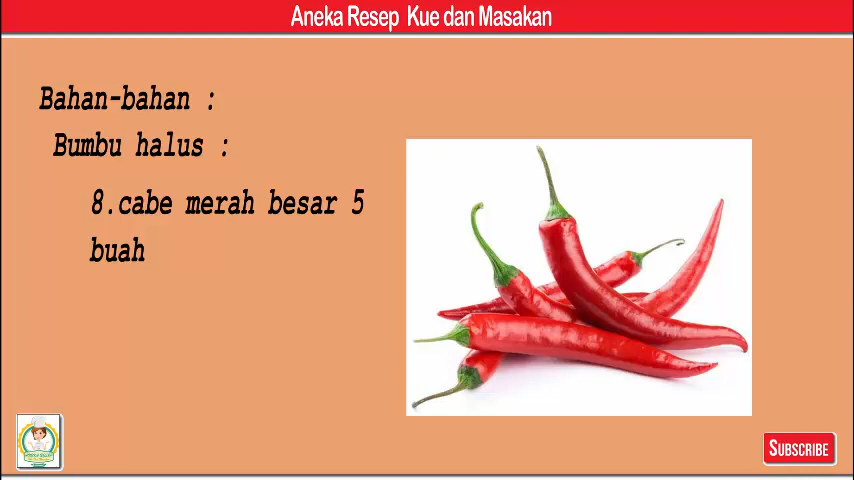 Aneka Resep Kue dan Masakan
Bahan-bahan :
Bumbu halus :
8.cabe merah besar 5
buah
SUBSCRIBE